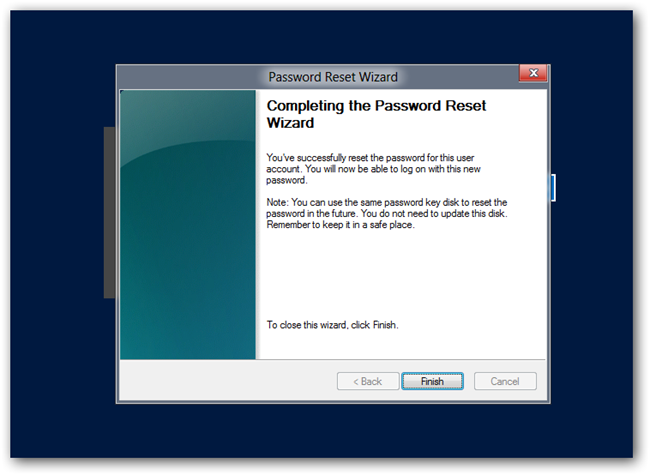 Password Reset Wizard
Completing the Password Reset
Wizard
You've successfully reset the password for this user
account. You will now be able to log on with this new
password.
Note: You can use the same password key disk to reset the
password in the future. You do not need to update this disk.
Remember to keep it in a safe place.
To close this wizard, click Finish.
< Back Finish Cancel